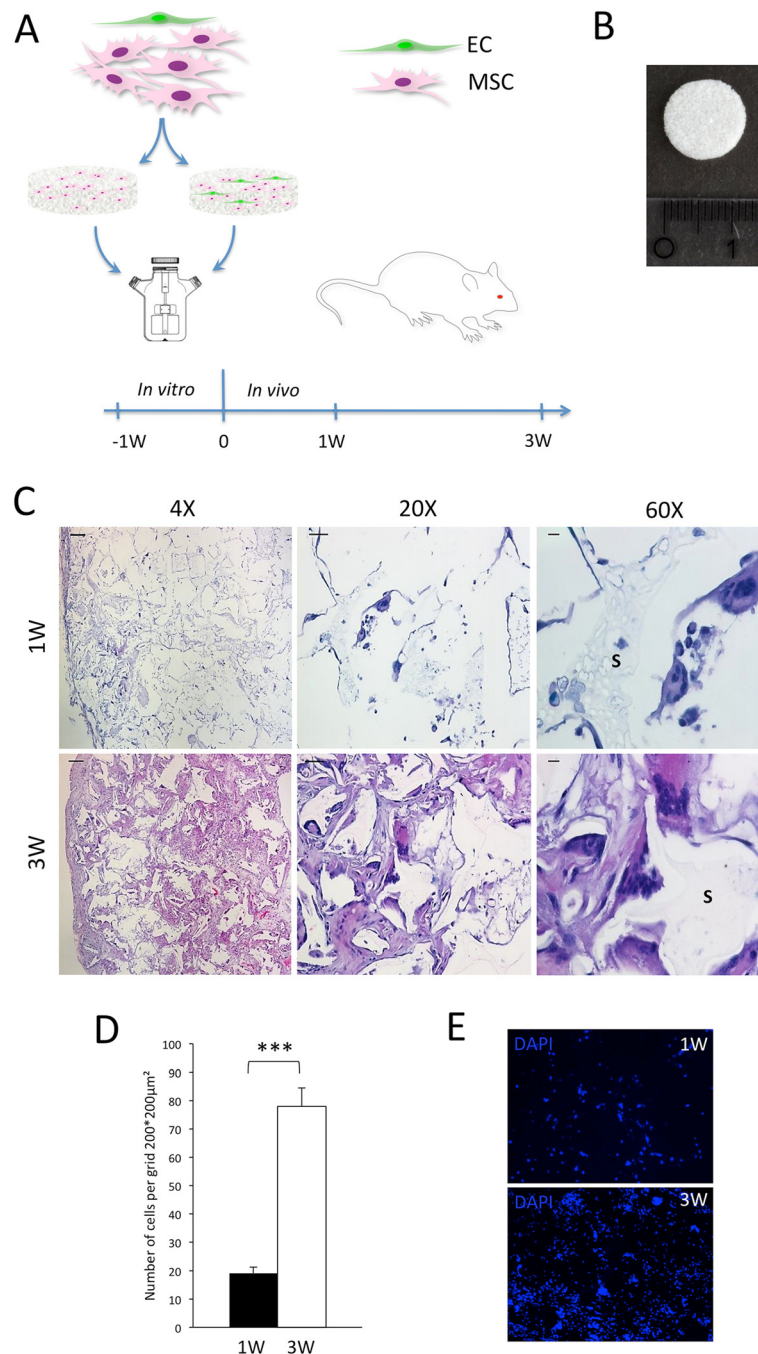 A
EC
MSC
B
0 1
In vitro In vivo
-1W 0 1W 3W
C
4X 20X 60X
1W
S
3W
S
D
100
90
80
70
60
50
40
30
20
10
0
Number of cells per grid 200*200µm²
***
1W 3W
E
DAPI 1W
DAPI 3W